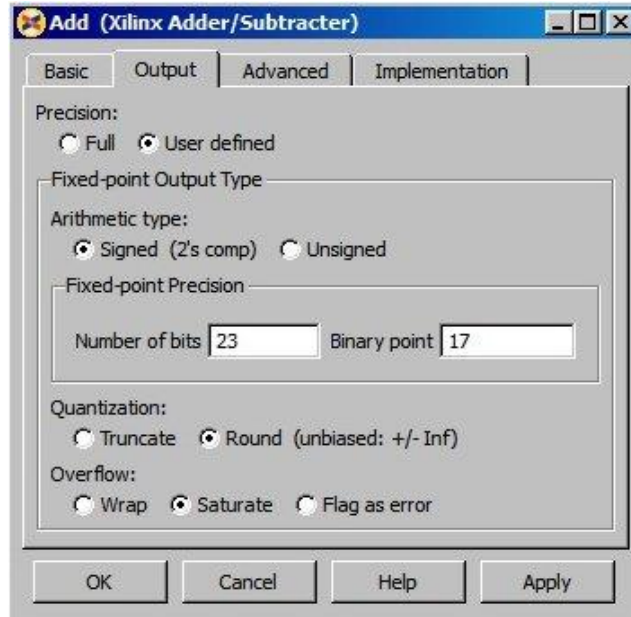 Add (Xilinx Adder/Subtracter)
Basic Output Advanced Implementation
Precision:
Full User defined
Fixed-point Output Type
Arithmetic type:
Signed (2's comp) Unsigned
Fixed-point Precision
Number of bits 23 Binary point 17
Quantization:
Truncate Round (unbiased: +/- Inf)
Overflow:
Wrap Saturate Flag as error
OK Cancel Help Apply